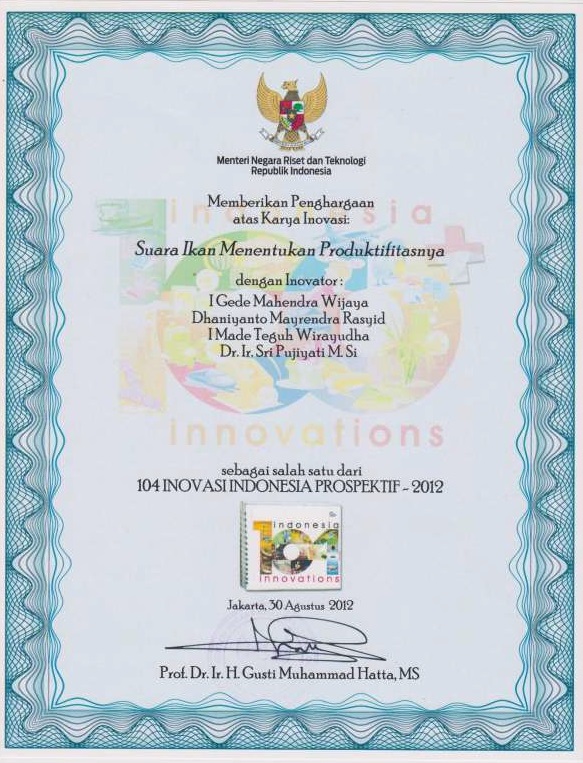 Menteri Negara Riset dan Teknologi
Republik Indonesia
Memberikan Penghargaan
atas Karya Inovasi:
indonesia
Suara Ikan Menentukan Produktifitasnya
dengan Inovator :
I Gede Mahendra Wijaya
Dhaniyanto Mayrendra Rasyid
I Made Teguh Wirayudha
Dr. Ir. Sri Pujiyati M. Si
innovations
sebagai salah satu dari
104 INOVASI INDONESIA PROSPEKTIF - 2012
indonesia
innovations
Jakarta, 30 Agustus 2012
Prof. Dr. Ir. H. Gusti Muhammad Hatta, MS